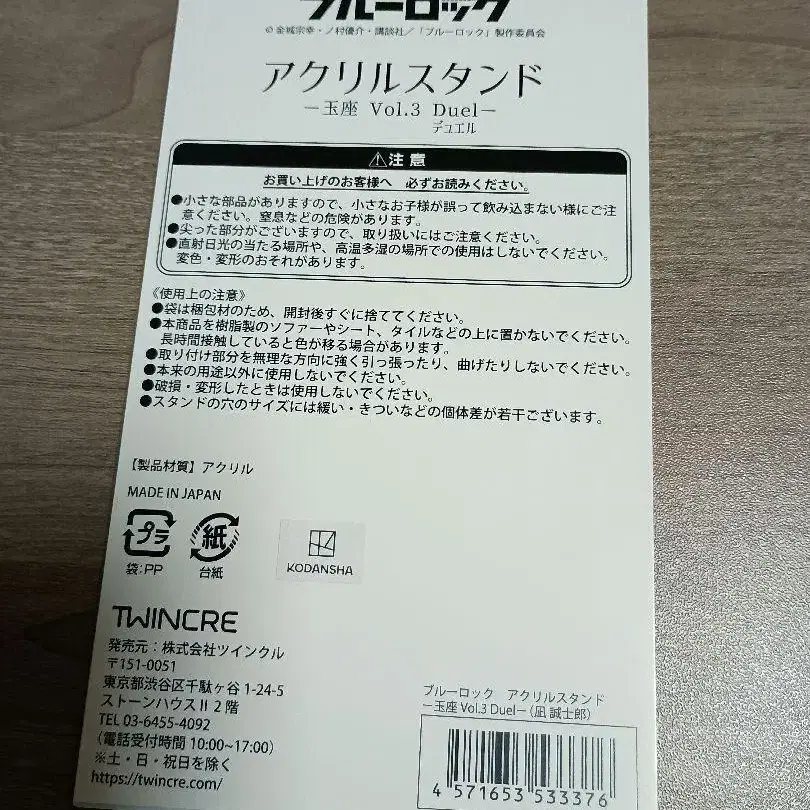 ブルーロック
© 金城宗幸・ノ村優介・講談社／「ブルーロック」製作委員会
アクリルスタンド
－玉座 Vol.3 Duel－
デュエル
⚠注意
お買い上げのお客様へ 必ずお読みください。
●小さな部品がありますので、小さなお子様が誤って飲み込まない様にご注
意ください。窒息などの危険があります。
●尖った部分がございますので、取り扱いにはご注意ください。
●直射日光の当たる場所や、高温多湿の場所での使用はしないでください。
変色・変形のおそれがあります。
《使用上の注意》
●袋は梱包材のため、開封後すぐに捨ててください。
●本商品を樹脂製のソファーやシート、タイルなどの上に置かないでください。
長時間接触していると色が移る場合があります。
●取り付け部分を無理な方向に強く引っ張ったり、曲げたりしないでください。
●本来の用途以外に使用しないでください。
●破損・変形したときは使用しないでください。
●スタンドの穴のサイズには緩い・きついなどの個体差が若干ございます。
【製品材質】アクリル
MADE IN JAPAN
プラ
紙
袋:PP
台紙
KODANSHA
TWINCRE
発売元：株式会社ツインクル
〒151-0051
東京都渋谷区千駄ヶ谷 1-24-5
ストーンハウスⅡ 2 階
TEL 03-6455-4092
（電話受付時間 10:00~17:00）
※土・日・祝日を除く
https://twincre.com/
ブルーロック アクリルスタンド
－玉座 Vol.3 Duel－（凪 誠士郎）
4 571653 533376